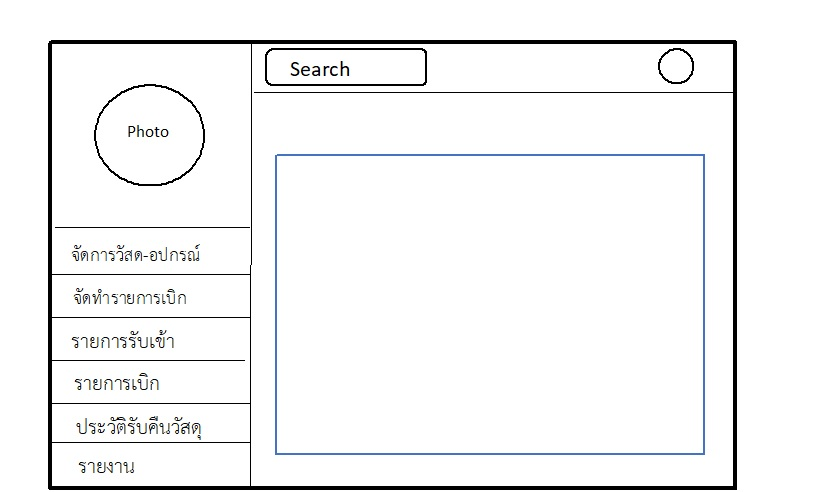 Search
Photo
จัดการวัสด-อปกรณ์
จัดทำรายการเบิก
รายการรับเข้า
รายการเบิก
ประวัติรับคืนวัสดุ
รายงาน